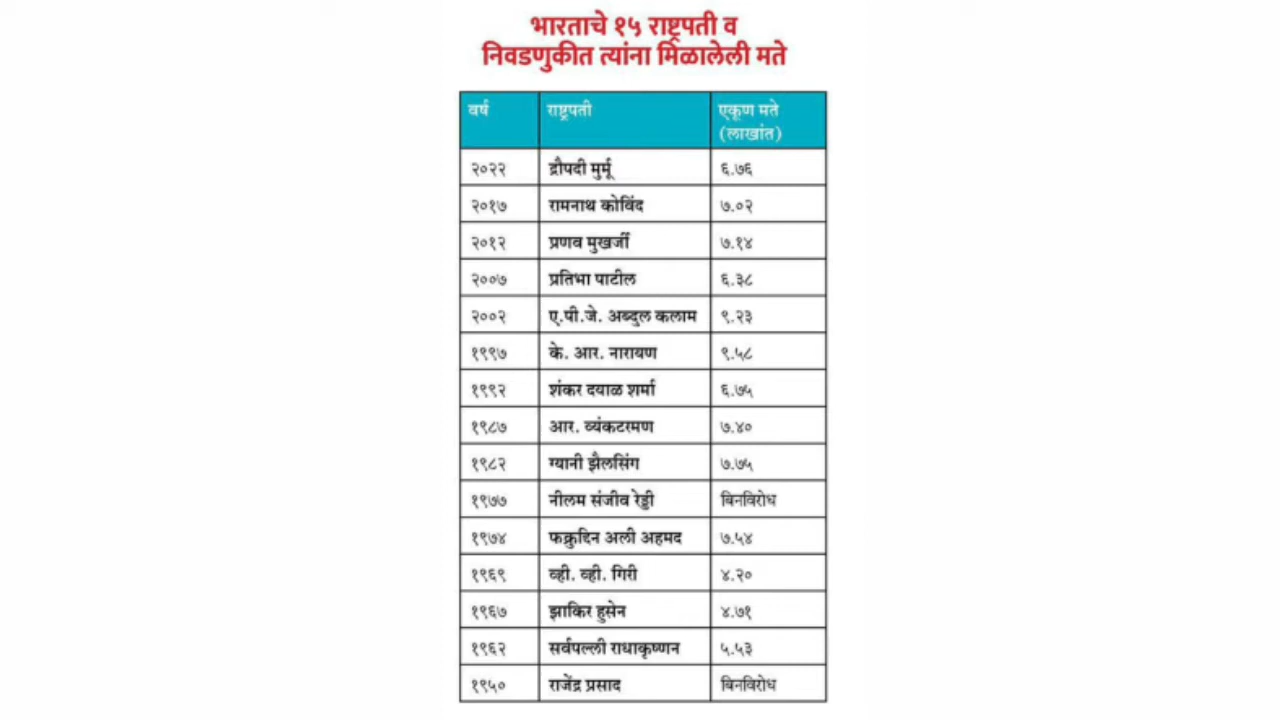 भारताचे १५ राष्ट्रपती व
निवडणुकीत त्यांना मिळालेली मते
वर्ष राष्ट्रपती एकूण मते
(लाखांत)
२०२२ द्रौपदी मुर्मू ६.७६
२०१७ रामनाथ कोविंद ७.०२
२०१२ प्रणव मुखर्जी ७.१४
२००७ प्रतिभा पाटील ६.३८
२००२ ए.पी.जे. अब्दुल कलाम ९.२३
१९९७ के. आर. नारायण ९.५८
१९९२ शंकर दयाळ शर्मा ६.७५
१९८७ आर. व्यंकटरमण ७.४०
१९८२ ग्यानी झैलसिंग ७.७५
१९७७ नीलम संजीव रेड्डी बिनविरोध
१९७४ फक्रुद्दिन अली अहमद ७.५४
१९६९ व्ही. व्ही. गिरी ४.२०
१९६७ झाकिर हुसेन ४.७१
१९६२ सर्वपल्ली राधाकृष्णन ५.५३
१९५० राजेंद्र प्रसाद बिनविरोध